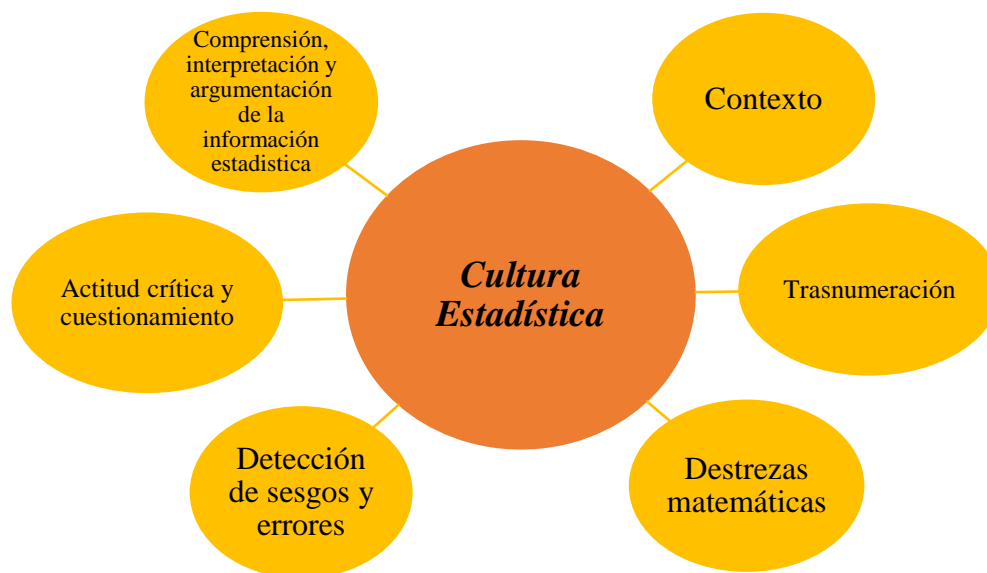 Comprensión,
interpretación y
argumentación
de la
información
estadistica
Contexto
Cultura
Estadística
Actitud crítica y
cuestionamiento
Trasnumeración
Detección
de sesgos y
errores
Destrezas
matemáticas